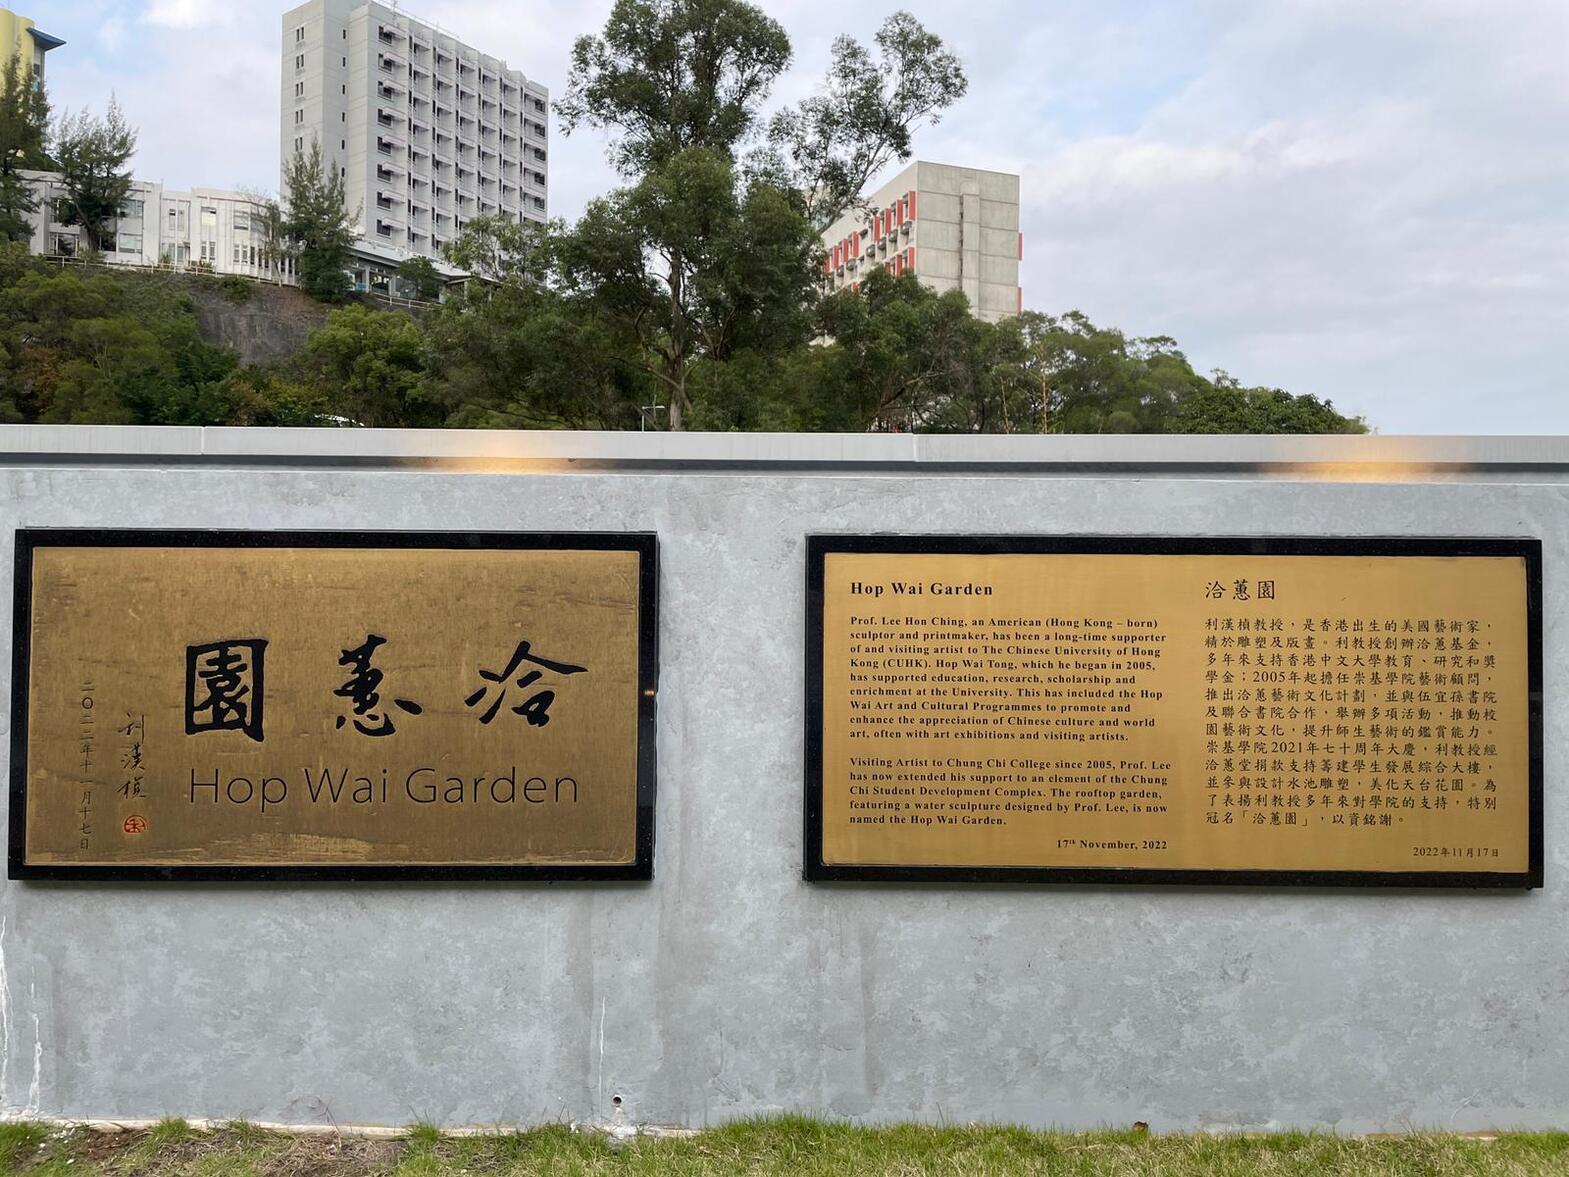 洽蕙園
Hop Wai Garden
利漢楨
二〇二二年十一月十七日
Hop Wai Garden
Prof. Lee Hon Ching, an American (Hong Kong – born)
sculptor and printmaker, has been a long-time supporter
of and visiting artist to The Chinese University of Hong
Kong (CUHK). Hop Wai Tong, which he began in 2005,
has supported education, research, scholarship and
enrichment at the University. This has included the Hop
Wai Art and Cultural Programmes to promote and
enhance the appreciation of Chinese culture and world
art, often with art exhibitions and visiting artists.
Visiting Artist to Chung Chi College since 2005, Prof. Lee
has now extended his support to an element of the Chung
Chi Student Development Complex. The rooftop garden,
featuring a water sculpture designed by Prof. Lee, is now
named the Hop Wai Garden.
17th November, 2022
洽蕙園
利漢楨教授，是香港出生的美國藝術家，
精於雕塑及版畫。利教授創辦洽蕙基金，
多年來支持香港中文大學教育、研究和獎
學金；2005年起擔任崇基學院藝術顧問，
推出洽蕙藝術文化計劃，並與伍宜孫書院
及聯合書院合作，舉辦多項活動，推動校
園藝術文化，提升師生藝術的鑑賞能力。
崇基學院2021年七十周年大慶，利教授經
洽蕙堂捐款支持籌建學生發展綜合大樓，
並參與設計水池雕塑，美化天台花園。為
了表揚利教授多年來對學院的支持，特別
冠名「洽蕙園」，以資銘謝。
2022年11月17日